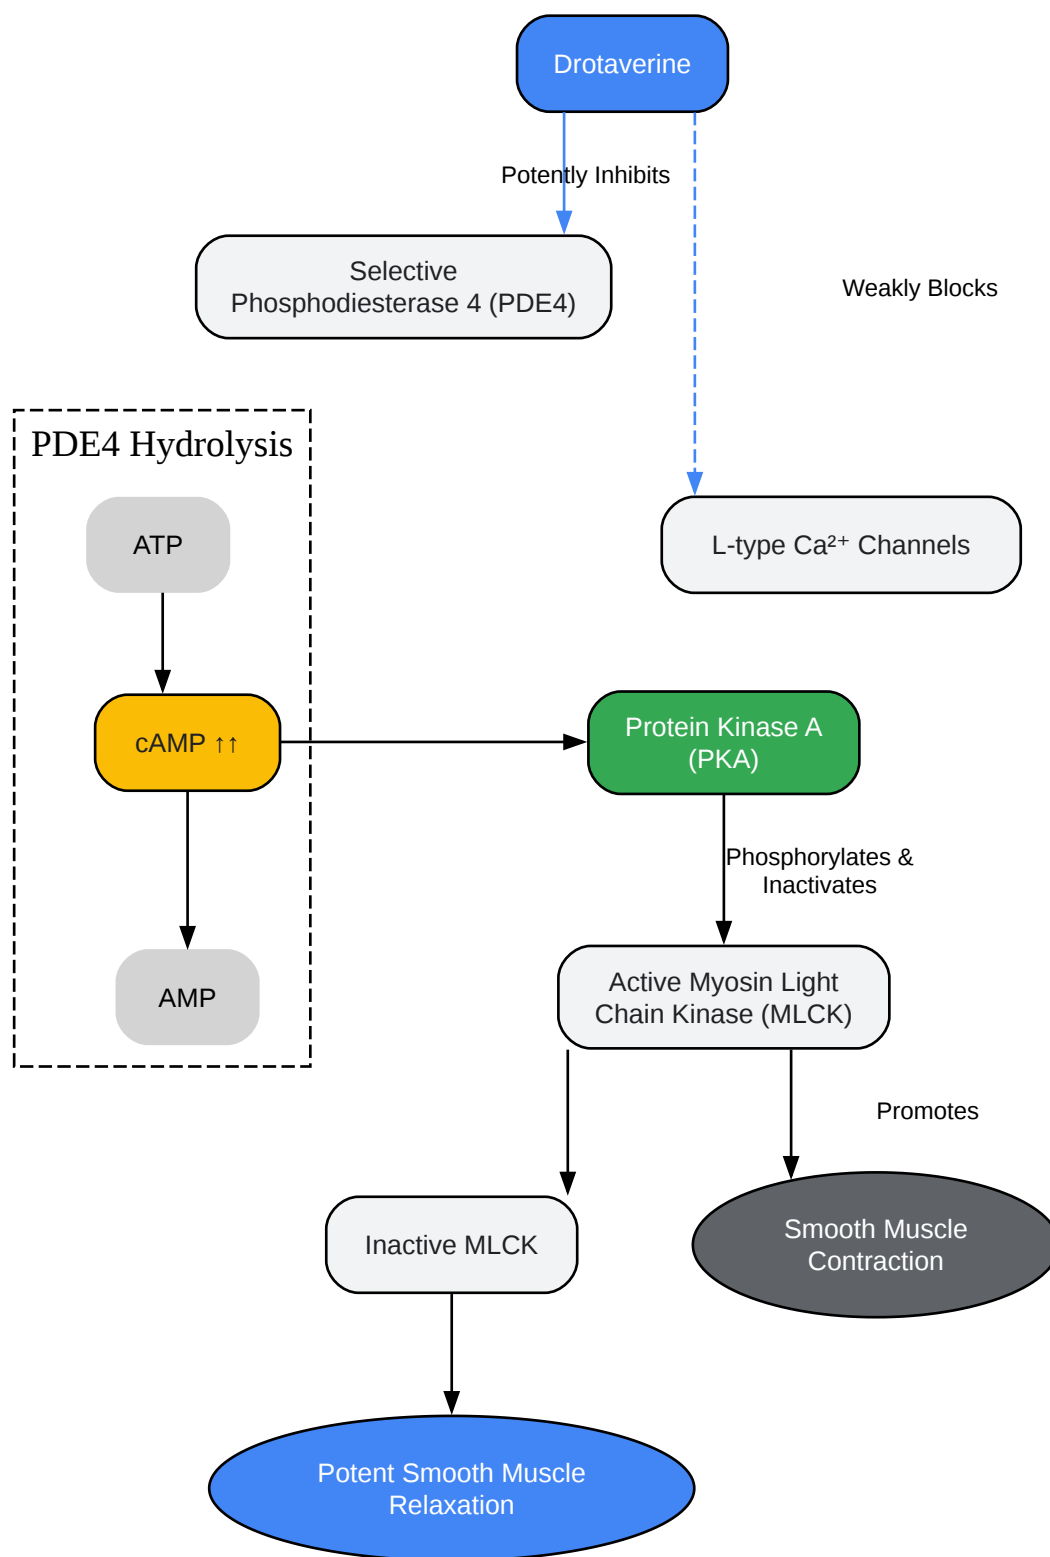 Drotaverine
Potently Inhibits
Selective
Phosphodiesterase 4 (PDE4)
Weakly Blocks
PDE4 Hydrolysis
ATP
L-type Ca²⁺ Channels
cAMP ↑↑
Protein Kinase A
(PKA)
Phosphorylates &
Inactivates
AMP
Active Myosin Light
Chain Kinase (MLCK)
Promotes
Inactive MLCK
Smooth Muscle
Contraction
Potent Smooth Muscle
Relaxation